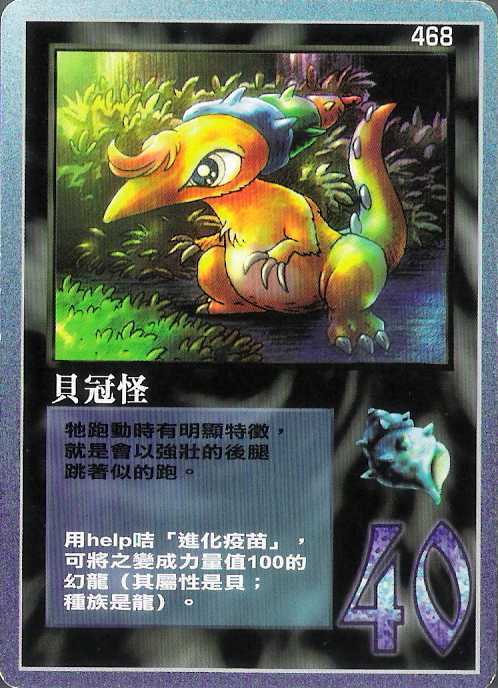 468
貝冠怪
牠跑動時有明顯特徵，
就是會以強壯的後腿
跳著似的跑。
用help咭「進化疫苗」，
可將之變成力量值100的
幻龍（其屬性是貝；
種族是龍）。
40